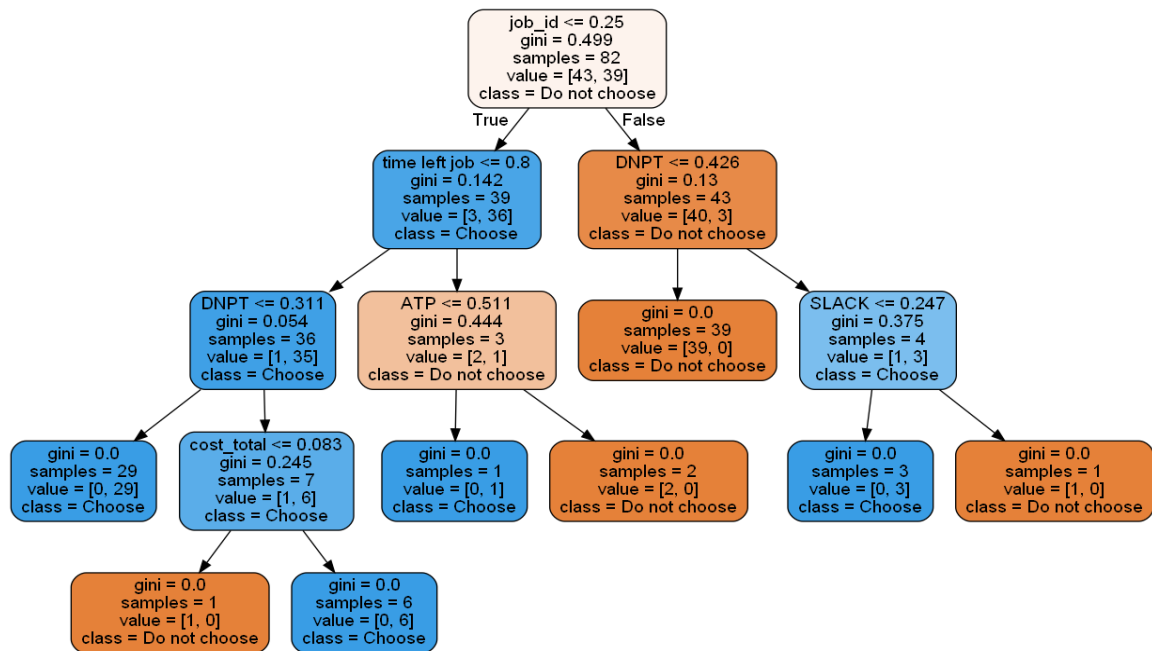 job_id <= 0.25
gini = 0.499
samples = 82
value = [43, 39]
class = Do not choose
True
False
time left job <= 0.8
gini = 0.142
samples = 39
value = [3, 36]
class = Choose
DNPT <= 0.426
gini = 0.13
samples = 43
value = [40, 3]
class = Do not choose
DNPT <= 0.311
gini = 0.054
samples = 36
value = [1, 35]
class = Choose
ATP <= 0.511
gini = 0.444
samples = 3
value = [2, 1]
class = Do not choose
gini = 0.0
samples = 39
value = [39, 0]
class = Do not choose
SLACK <= 0.247
gini = 0.375
samples = 4
value = [1, 3]
class = Choose
gini = 0.0
samples = 29
value = [0, 29]
class = Choose
cost_total <= 0.083
gini = 0.245
samples = 7
value = [1, 6]
class = Choose
gini = 0.0
samples = 1
value = [0, 1]
class = Choose
gini = 0.0
samples = 2
value = [2, 0]
class = Do not choose
gini = 0.0
samples = 3
value = [0, 3]
class = Choose
gini = 0.0
samples = 1
value = [1, 0]
class = Do not choose
gini = 0.0
samples = 1
value = [1, 0]
class = Do not choose
gini = 0.0
samples = 6
value = [0, 6]
class = Choose